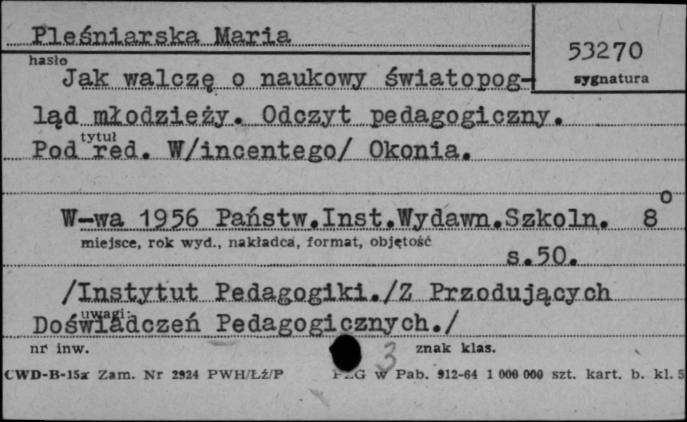 Pleśniarska Maria
53270
hasło
sygnatura
Jak walczę o naukowy światopog-
ląd młodzieży. Odczyt pedagogiczny.
tytuł
Pod red. W/incentego/ Okonia.
W-wa 1956 Państw.Inst.Wydawn.Szkoln. 8o
miejsce, rok wyd., nakładca, format, objętość
s.50.
/Instytut Pedagogiki./Z Przodujących
uwagi:
Doświadczeń Pedagogicznych./
nr inw.
3
znak klas.
CWD-B-15x Zam. Nr 2924 PWH/Łż/P
w Pab. 912-64 1 000 000 szt. kart. b. kl. 5